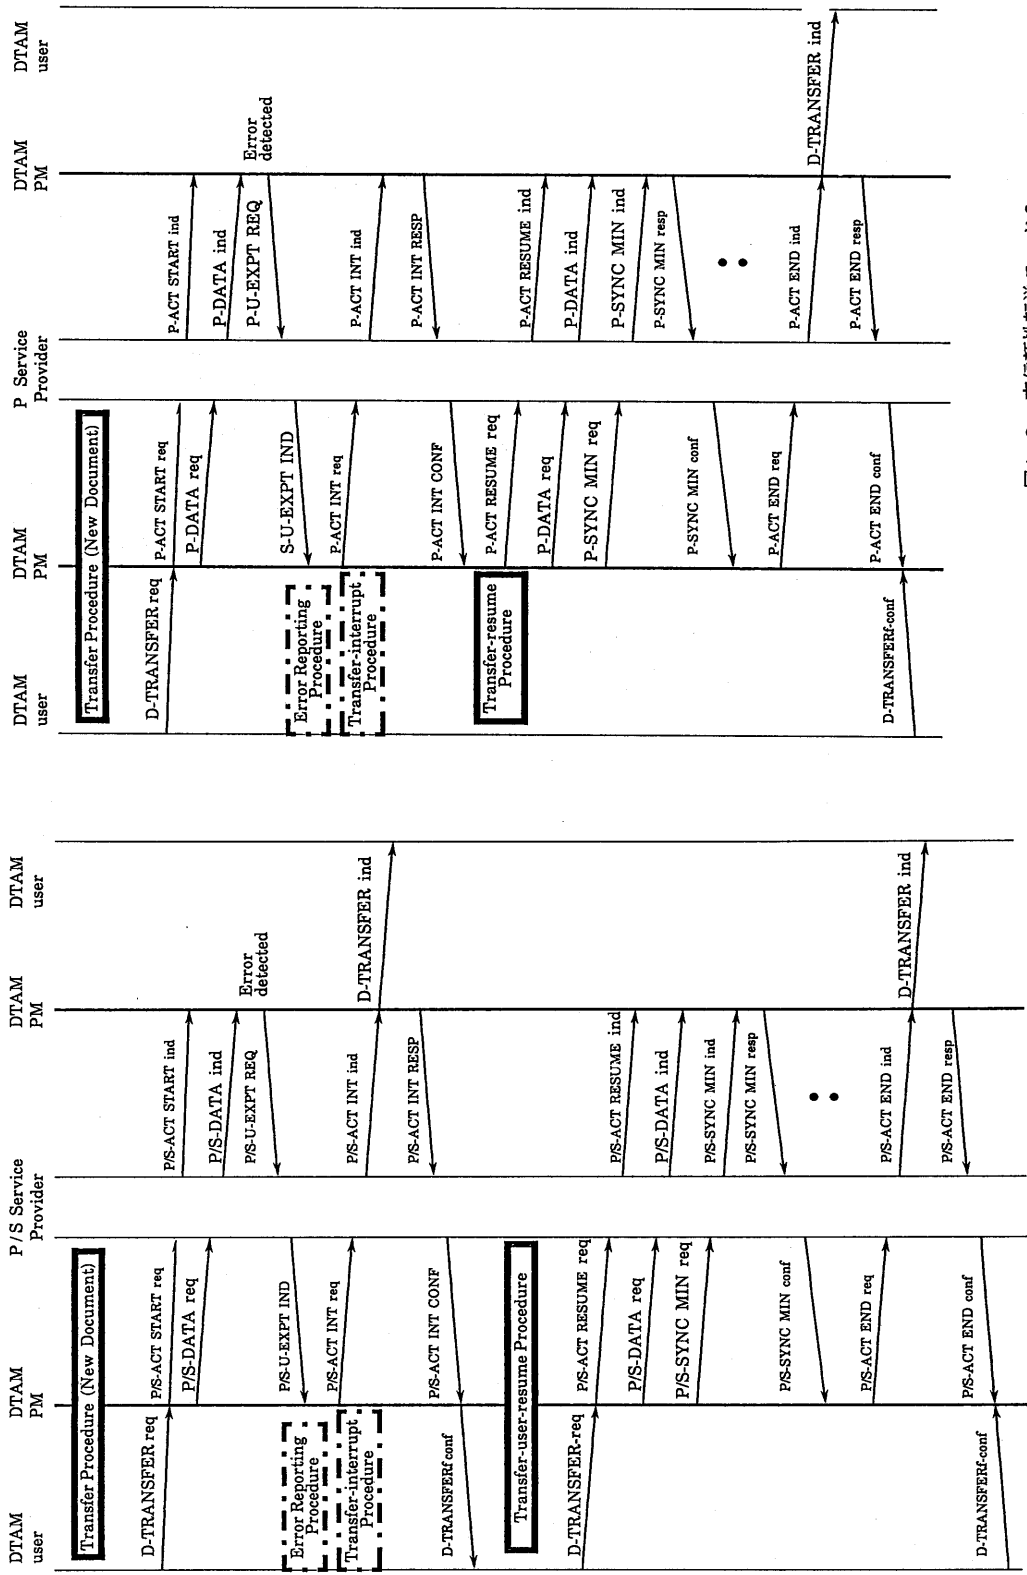 DTAM
user
DTAM
PM
P/S Service
Provider
DTAM
PM
DTAM
user
Transfer Procedure (New Document)
D-TRANSFER req
P/S-ACT START req
P/S-ACT START ind
P/S-DATA req
P/S-DATA ind
P/S-U-EXPT REQ
Error
detected
P/S-U-EXPT IND
Error Reporting
Procedure
P/S-ACT INT req
Transfer-interrupt
Procedure
P/S-ACT INT ind
D-TRANSFER ind
P/S-ACT INT RESP
P/S-ACT INT CONF
D-TRANSFERf conf
Transfer-user-resume Procedure
D-TRANSFER-req
P/S-ACT RESUME req
P/S-ACT RESUME ind
P/S-DATA req
P/S-DATA ind
P/S-SYNC MIN req
P/S-SYNC MIN ind
P/S-SYNC MIN resp
P/S-SYNC MIN conf
P/S-ACT END req
P/S-ACT END ind
D-TRANSFER ind
P/S-ACT END resp
P/S-ACT END conf
D-TRANSFERf-conf
DTAM
user
DTAM
PM
P Service
Provider
DTAM
PM
DTAM
user
Transfer Procedure (New Document)
D-TRANSFER req
P-ACT START req
P-ACT START ind
P-DATA req
P-DATA ind
P-U-EXPT REQ
Error
detected
S-U-EXPT IND
Error Reporting
Procedure
P-ACT INT req
Transfer-interrupt
Procedure
P-ACT INT ind
P-ACT INT RESP
P-ACT INT CONF
Transfer-resume
Procedure
P-ACT RESUME req
P-ACT RESUME ind
P-DATA req
P-DATA ind
P-SYNC MIN req
P-SYNC MIN ind
P-SYNC MIN resp
P-SYNC MIN conf
P-ACT END req
P-ACT END ind
D-TRANSFER ind
P-ACT END resp
P-ACT END conf
D-TRANSFERf-conf